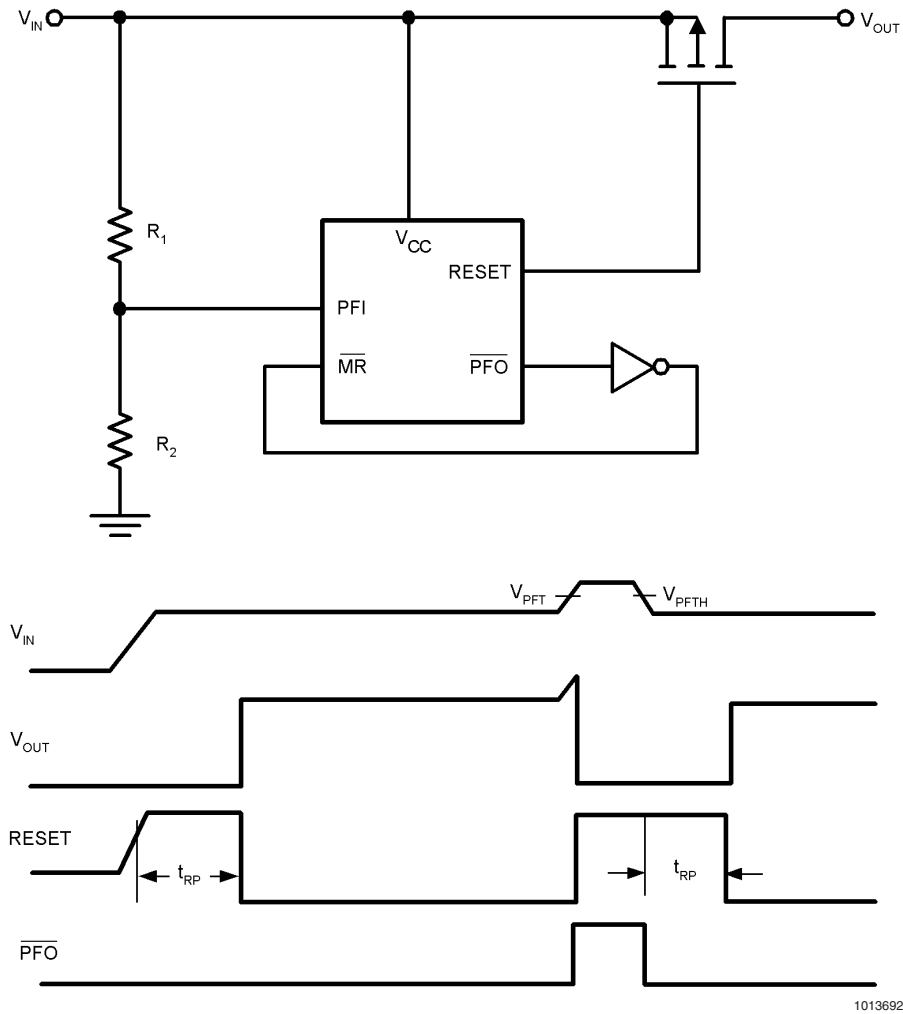 VIN
VOUT
R1
VCC
RESET
PFI
MR
PFO
R2
VPFT
VPFTH
VIN
VOUT
RESET
tRP
tRP
PFO
1013692